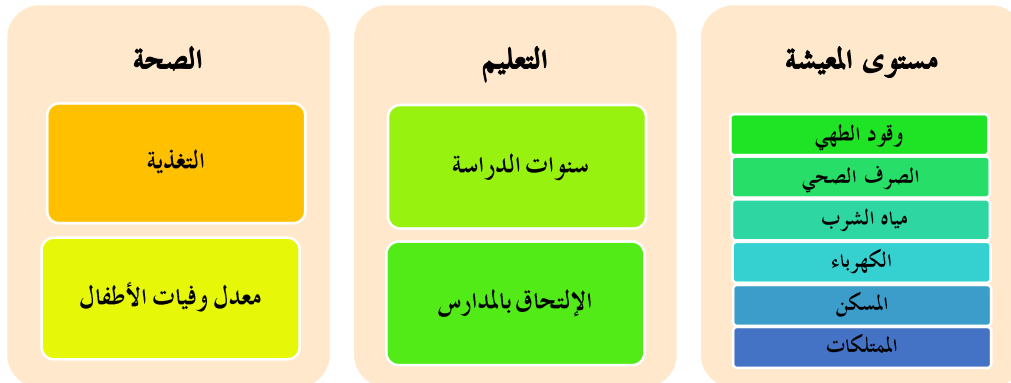 مستوى المعيشة
وقود الطهي
الصرف الصحي
مياه الشرب
الكهرباء
المسكن
الممتلكات
التعليم
سنوات الدراسة
الإلتحاق بالمدارس
الصحة
التغذية
معدل وفيات الأطفال